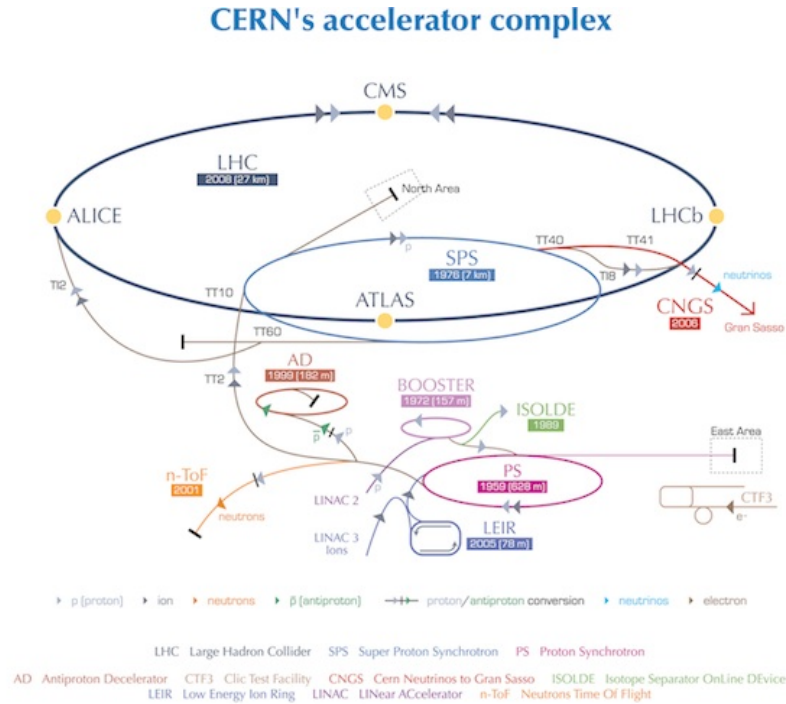 CERN's accelerator complex
CMS
LHC
2008 (27 km)
North Area
ALICE
LHCb
TT40
TT41
SPS
1976 (7 km)
p
TI8
neutrinos
TI2
TT10
ATLAS
CNGS
2006
Gran Sasso
TT60
AD
1999 (182 m)
TT2
BOOSTER
1972 (157 m)
ISOLDE
1989
p
p̅
East Area
n-ToF
2001
PS
1959 (628 m)
p
LINAC 2
neutrons
CTF3
e-
LEIR
2005 (78 m)
LINAC 3
Ions
p (proton) ion neutrons p̅ (antiproton) proton/antiproton conversion neutrinos electron
LHC Large Hadron Collider SPS Super Proton Synchrotron PS Proton Synchrotron
AD Antiproton Decelerator CTF3 Clic Test Facility CNGS Cern Neutrinos to Gran Sasso ISOLDE Isotope Separator OnLine DEvice
LEIR Low Energy Ion Ring LINAC LINear ACcelerator n-ToF Neutrons Time Of Flight